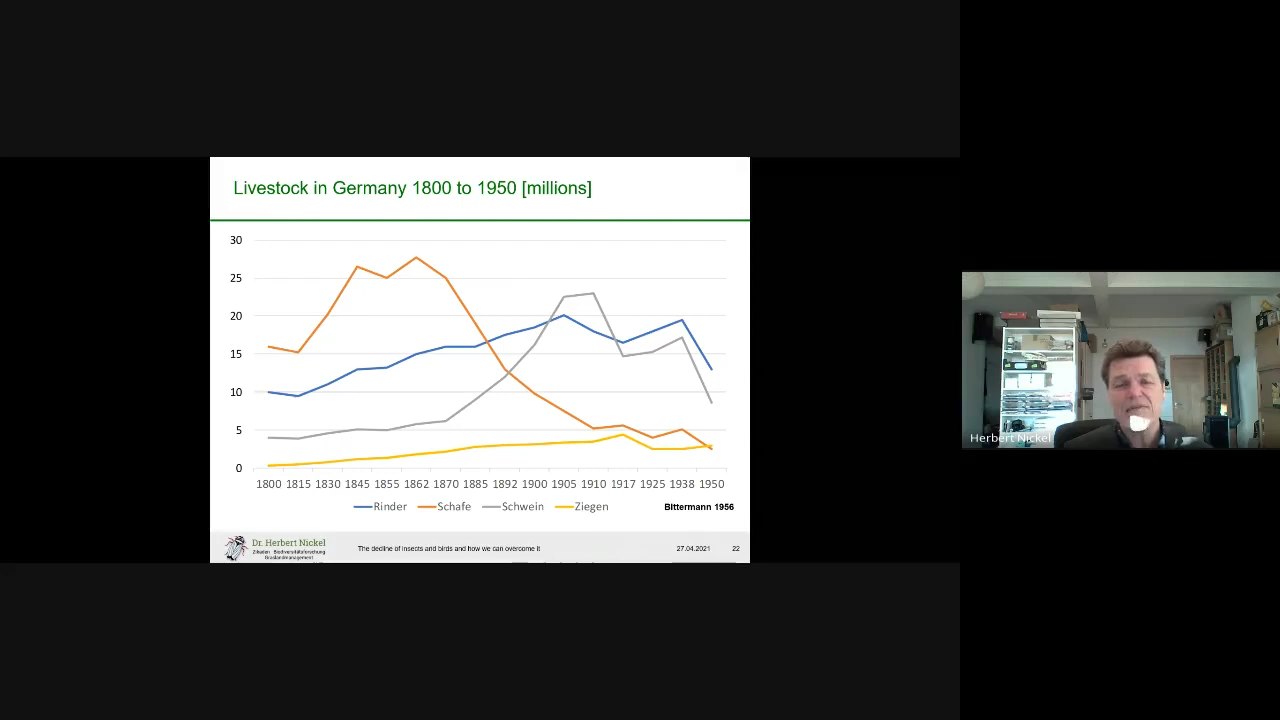 Livestock in Germany 1800 to 1950 [millions]
30
25
20
15
10
5
0
1800 1815 1830 1845 1855 1862 1870 1885 1892 1900 1905 1910 1917 1925 1938 1950
Rinder Schafe Schwein Ziegen
Bittermann 1956
Dr. Herbert Nickel
Zikaden Biodiversitätsforschung
Graslandmanagement
The decline of insects and birds and how we can overcome it
27.04.2021
22
Herbert Nickel